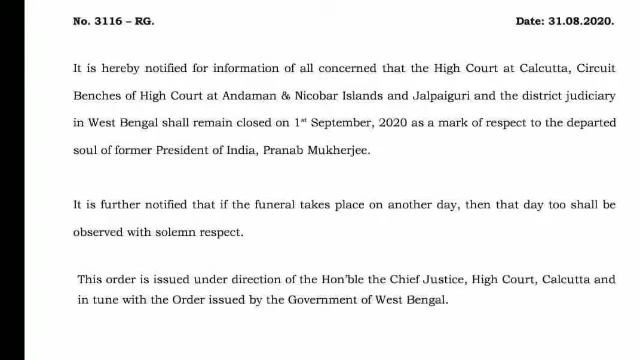 No. 3116 – RG. Date: 31.08.2020.
It is hereby notified for information of all concerned that the High Court at Calcutta, Circuit
Benches of High Court at Andaman & Nicobar Islands and Jalpaiguri and the district judiciary
in West Bengal shall remain closed on 1st September, 2020 as a mark of respect to the departed
soul of former President of India, Pranab Mukherjee.
It is further notified that if the funeral takes place on another day, then that day too shall be
observed with solemn respect.
This order is issued under direction of the Hon'ble the Chief Justice, High Court, Calcutta and
in tune with the Order issued by the Government of West Bengal.